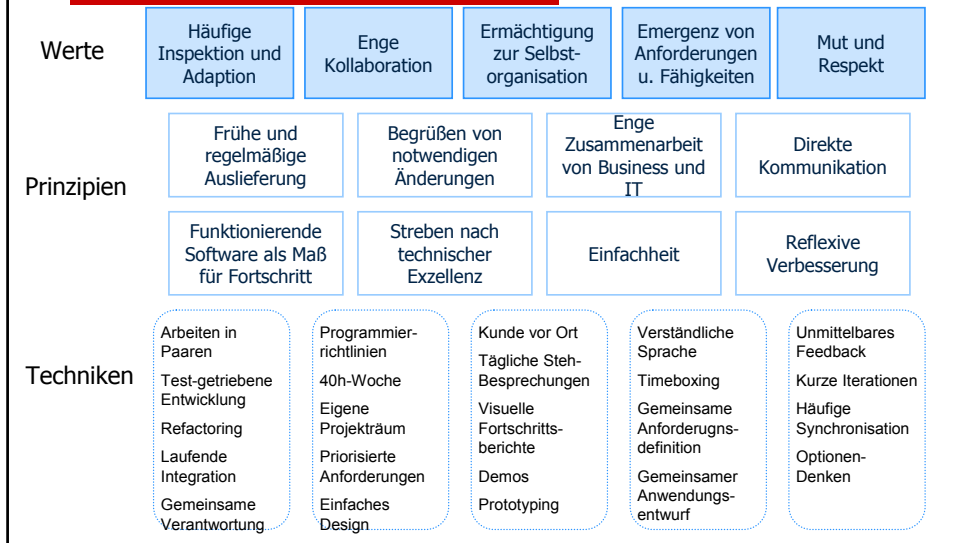 Werte
Häufige
Inspektion und
Adaption
Enge
Kollaboration
Ermächtigung
zur Selbst-
organisation
Emergenz von
Anforderungen
u. Fähigkeiten
Mut und
Respekt
Prinzipien
Frühe und
regelmäßige
Auslieferung
Begrüßen von
notwendigen
Änderungen
Enge
Zusammenarbeit
von Business und
IT
Direkte
Kommunikation
Funktionierende
Software als Maß
für Fortschritt
Streben nach
technischer
Exzellenz
Einfachheit
Reflexive
Verbesserung
Techniken
Arbeiten in
Paaren
Test-getriebene
Entwicklung
Refactoring
Laufende
Integration
Gemeinsame
Verantwortung
Programmier-
richtlinien
40h-Woche
Eigene
Projekträum
Priorisierte
Anforderungen
Einfaches
Design
Kunde vor Ort
Tägliche Steh-
Besprechungen
Visuelle
Fortschritts-
berichte
Demos
Prototyping
Verständliche
Sprache
Timeboxing
Gemeinsame
Anforderugns-
definition
Gemeinsamer
Anwendungs-
entwurf
Unmittelbares
Feedback
Kurze Iterationen
Häufige
Synchronisation
Optionen-
Denken